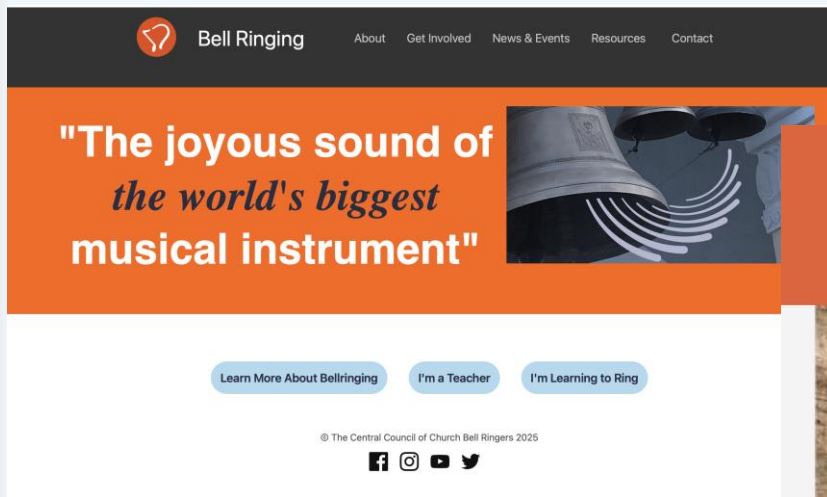 Bell Ringing
About Get Involved News & Events Resources Contact
"The joyous sound of
the world's biggest
musical instrument"
Learn More About Bellringing I'm a Teacher I'm Learning to Ring
© The Central Council of Church Bell Ringers 2025